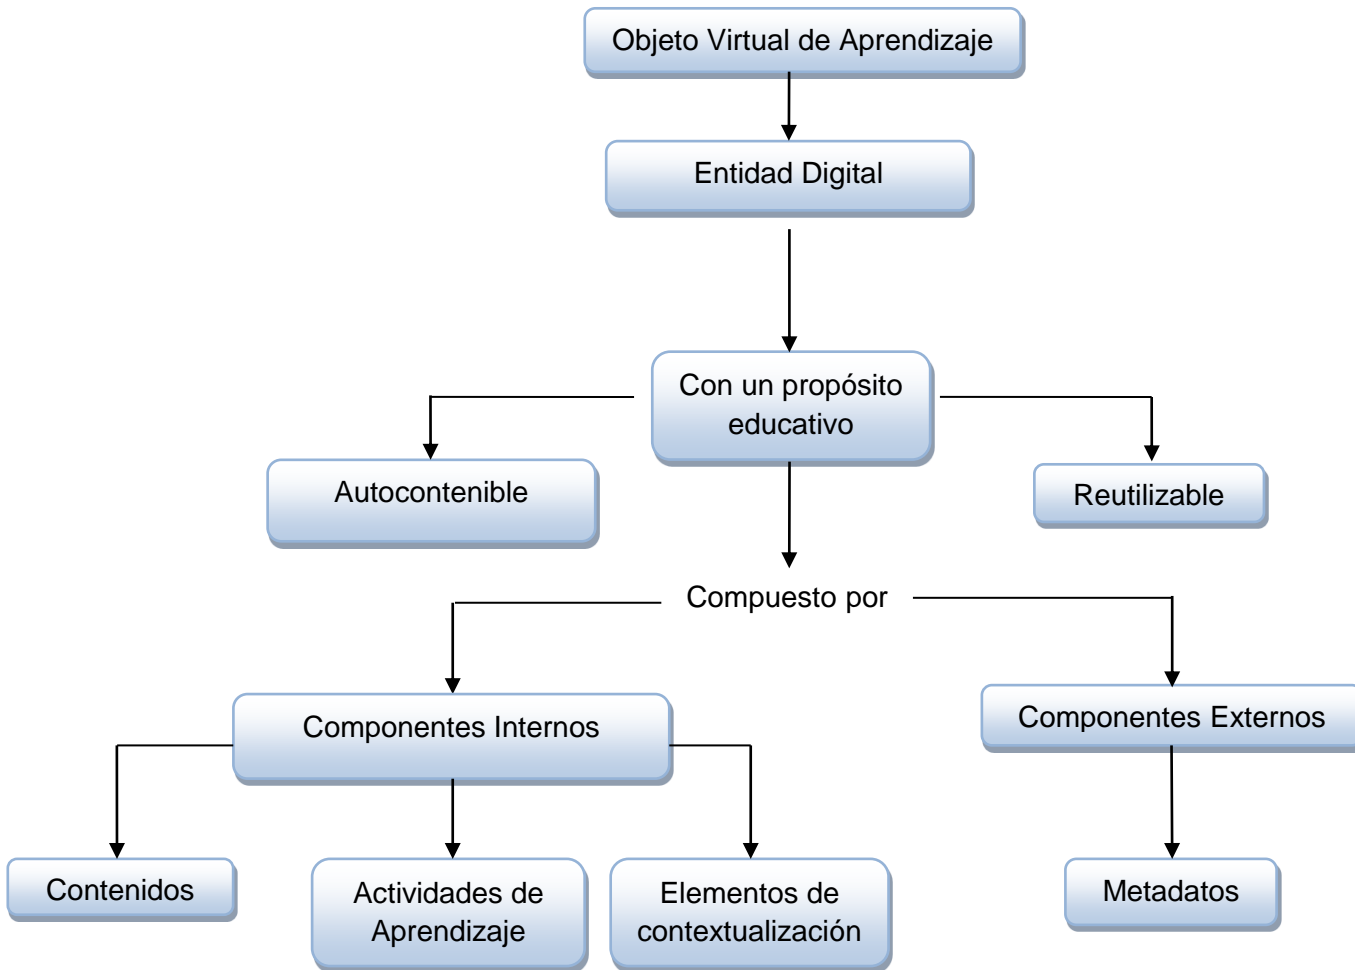 Objeto Virtual de Aprendizaje
Entidad Digital
Con un propósito
educativo
Autocontenible
Reutilizable
Compuesto por
Componentes Internos
Componentes Externos
Contenidos
Actividades de
Aprendizaje
Elementos de
contextualización
Metadatos